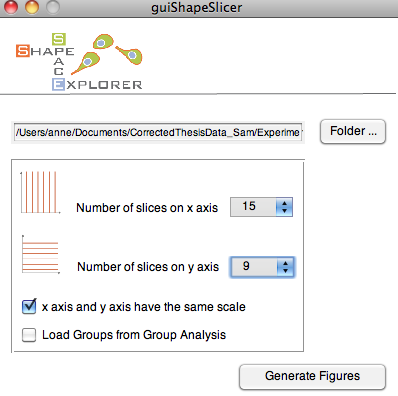 guiShapeSlicer
SHAPE
SPACE
EXPLORER
/Users/anne/Documents/CorrectedThesisData_Sam/Experime
Folder ...
Number of slices on x axis 15
Number of slices on y axis 9
x axis and y axis have the same scale
Load Groups from Group Analysis
Generate Figures